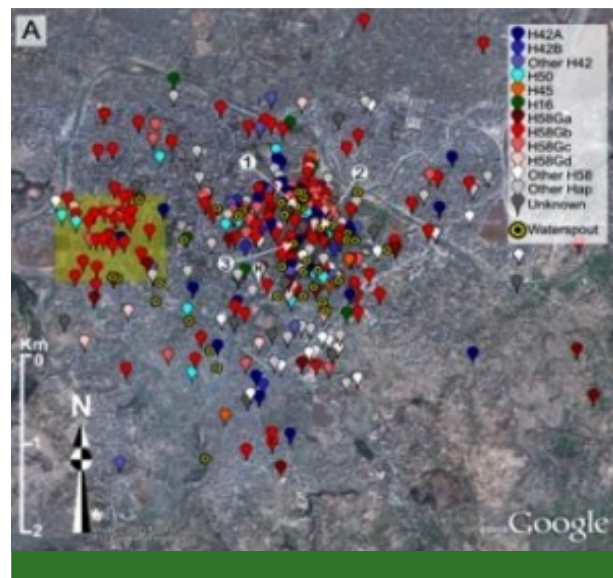 A
H42A
H42B
Other H42
H50
H45
H16
H58Ga
H58Gb
H58Gc
H58Gd
Other H58
Other Hap
Unknown
Waterspout
1
2
3
H
Km
0
-1
-2
N
Google